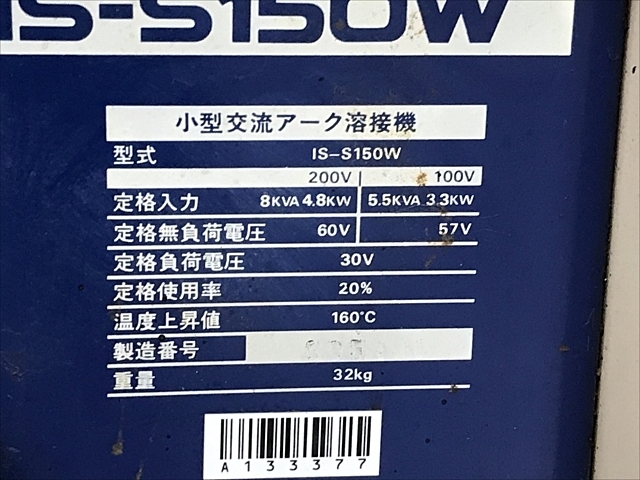 IS-S150W
小型交流アーク溶接機
型式 IS-S150W
200V 100V
定格入力 8KVA 4.8KW 5.5KVA 3.3KW
定格無負荷電圧 60V 57V
定格負荷電圧 30V
定格使用率 20%
温度上昇値 160℃
製造番号
重量 32kg
A133377